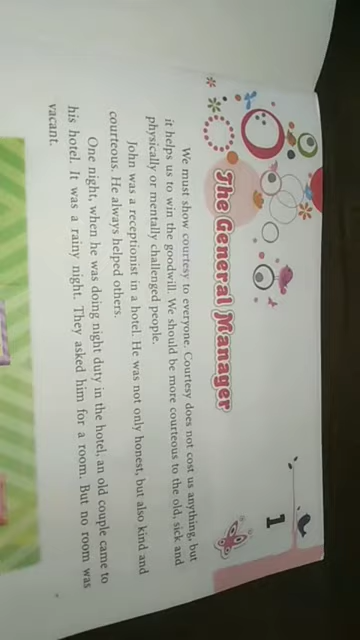 1
The General Manager
We must show courtesy to everyone. Courtesy does not cost us anything, but
it helps us to win the goodwill. We should be more courteous to the old, sick and
physically or mentally challenged people.
John was a receptionist in a hotel. He was not only honest, but also kind and
courteous. He always helped others.
One night, when he was doing night duty in the hotel, an old couple came to
his hotel. It was a rainy night. They asked him for a room. But no room was
vacant.